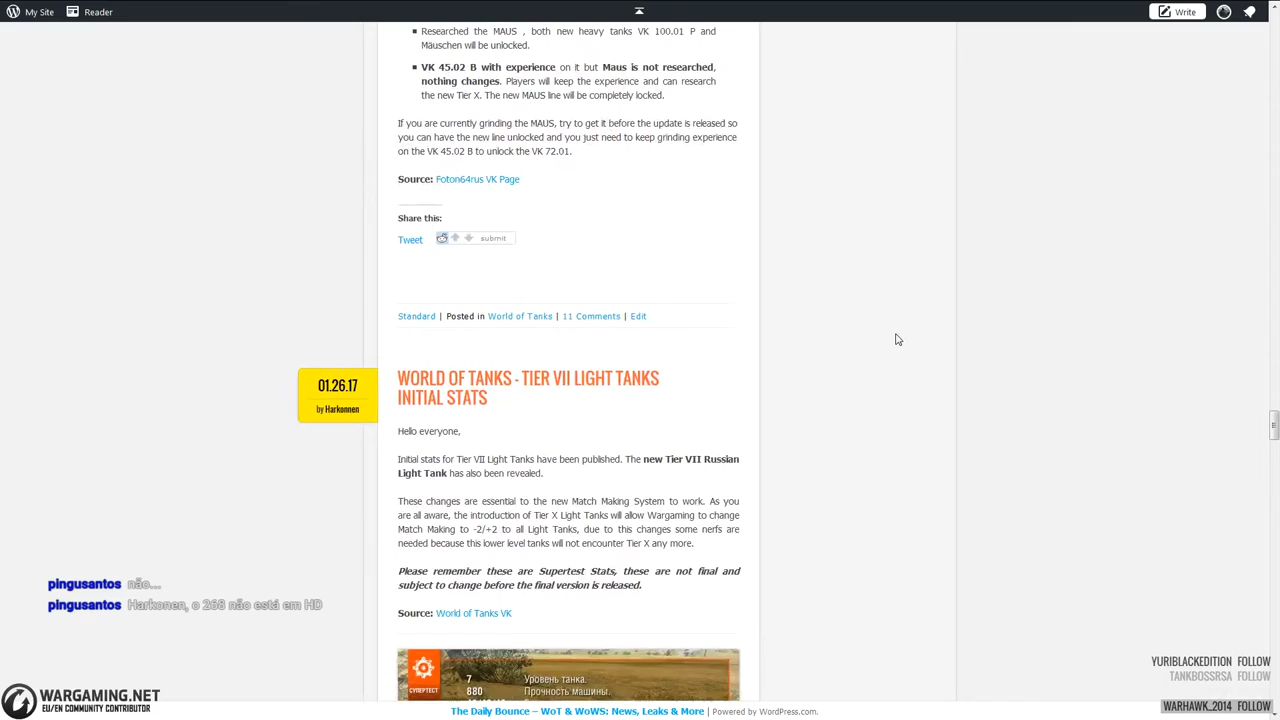 My Site
Reader
Write
Researched the MAUS , both new heavy tanks VK 100.01 P and
Mäuschen will be unlocked.
VK 45.02 B with experience on it but Maus is not researched,
nothing changes. Players will keep the experience and can research
the new Tier X. The new MAUS line will be completely locked.
If you are currently grinding the MAUS, try to get it before the update is released so
you can have the new line unlocked and you just need to keep grinding experience
on the VK 45.02 B to unlock the VK 72.01.
Source: Foton64rus VK Page
Share this:
Tweet
submit
Standard | Posted in World of Tanks | 11 Comments | Edit
01.26.17
by Harkonnen
WORLD OF TANKS - TIER VII LIGHT TANKS
INITIAL STATS
Hello everyone,
Initial stats for Tier VII Light Tanks have been published. The new Tier VII Russian
Light Tank has also been revealed.
These changes are essential to the new Match Making System to work. As you
are all aware, the introduction of Tier X Light Tanks will allow Wargaming to change
Match Making to -2/+2 to all Light Tanks, due to this changes some nerfs are
needed because this lower level tanks will not encounter Tier X any more.
Please remember these are Supertest Stats, these are not final and
subject to change before the final version is released.
Source: World of Tanks VK
pingusantos não...
pingusantos Harkonen, o 268 não está em HD
СУПЕРТЕСТ
7 Уровень танка.
880 Прочность машины.
YURIBLACKEDITION FOLLOW
TANKBOSSRSA FOLLOW
WARHAWK_2014 FOLLOW
WARGAMING.NET
EU/EN COMMUNITY CONTRIBUTOR
The Daily Bounce – WoT & WoWS: News, Leaks & More | Powered by WordPress.com.